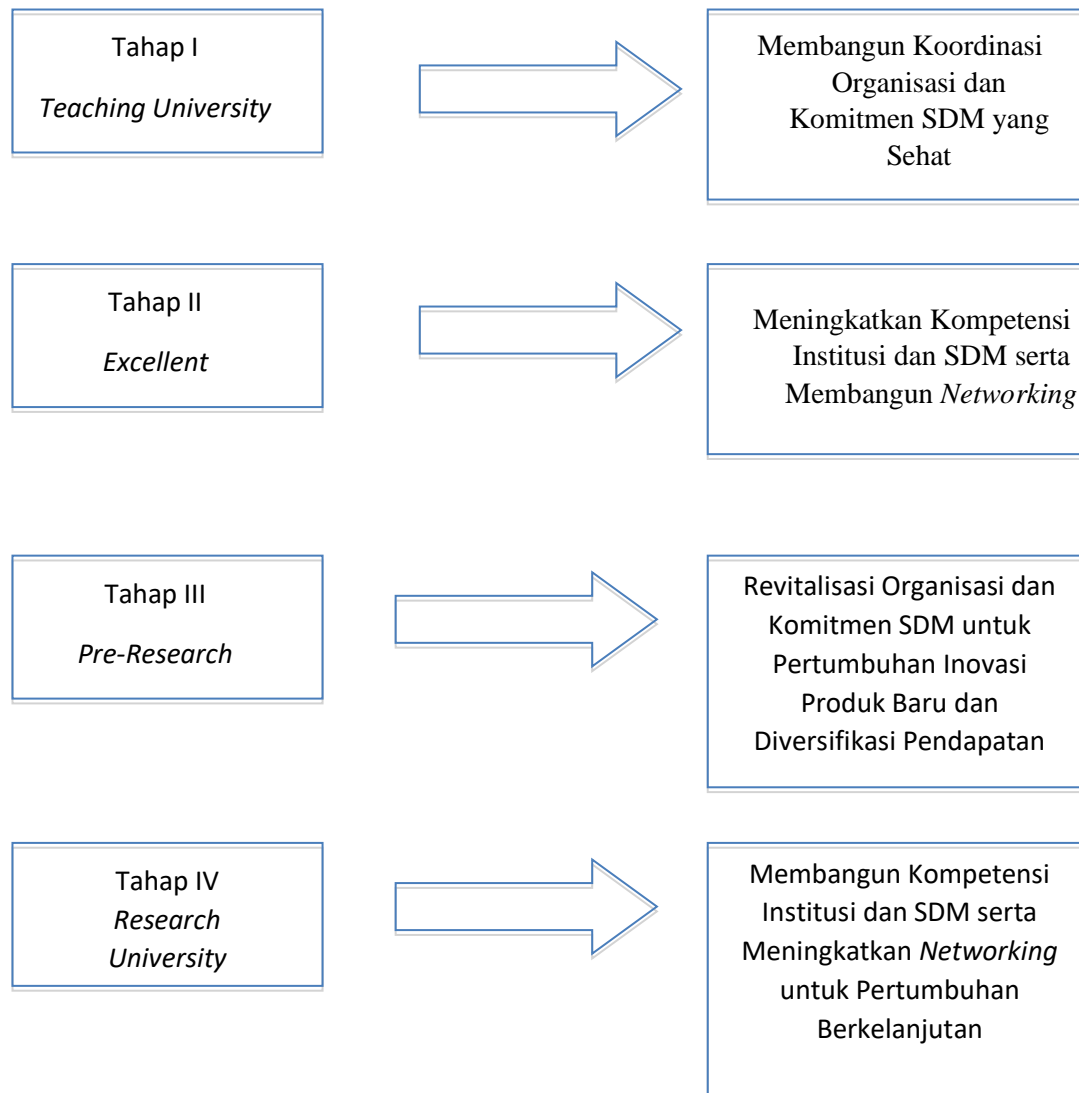 Tahap I
Teaching University
Membangun Koordinasi
Organisasi dan
Komitmen SDM yang
Sehat
Tahap II
Excellent
Meningkatkan Kompetensi
Institusi dan SDM serta
Membangun Networking
Tahap III
Pre-Research
Revitalisasi Organisasi dan
Komitmen SDM untuk
Pertumbuhan Inovasi
Produk Baru dan
Diversifikasi Pendapatan
Tahap IV
Research
University
Membangun Kompetensi
Institusi dan SDM serta
Meningkatkan Networking
untuk Pertumbuhan
Berkelanjutan